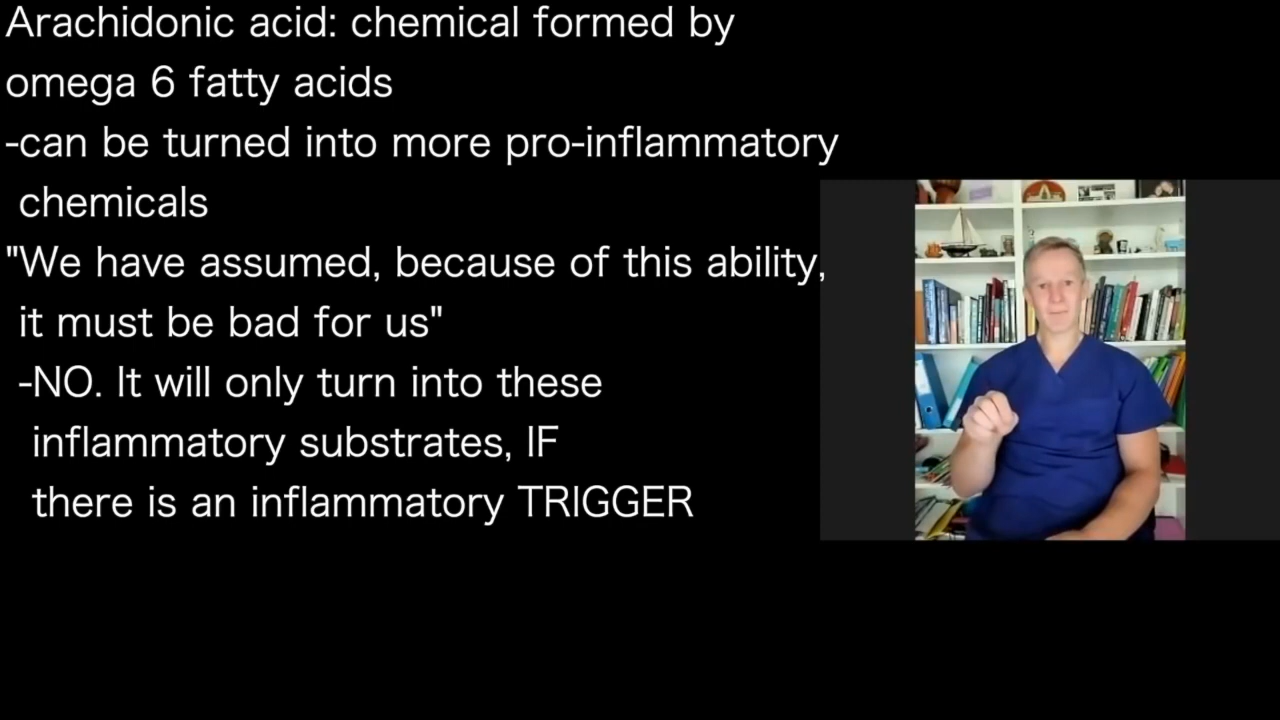 Arachidonic acid: chemical formed by
omega 6 fatty acids
-can be turned into more pro-inflammatory
chemicals
"We have assumed, because of this ability,
it must be bad for us"
-NO. It will only turn into these
inflammatory substrates, IF
there is an inflammatory TRIGGER